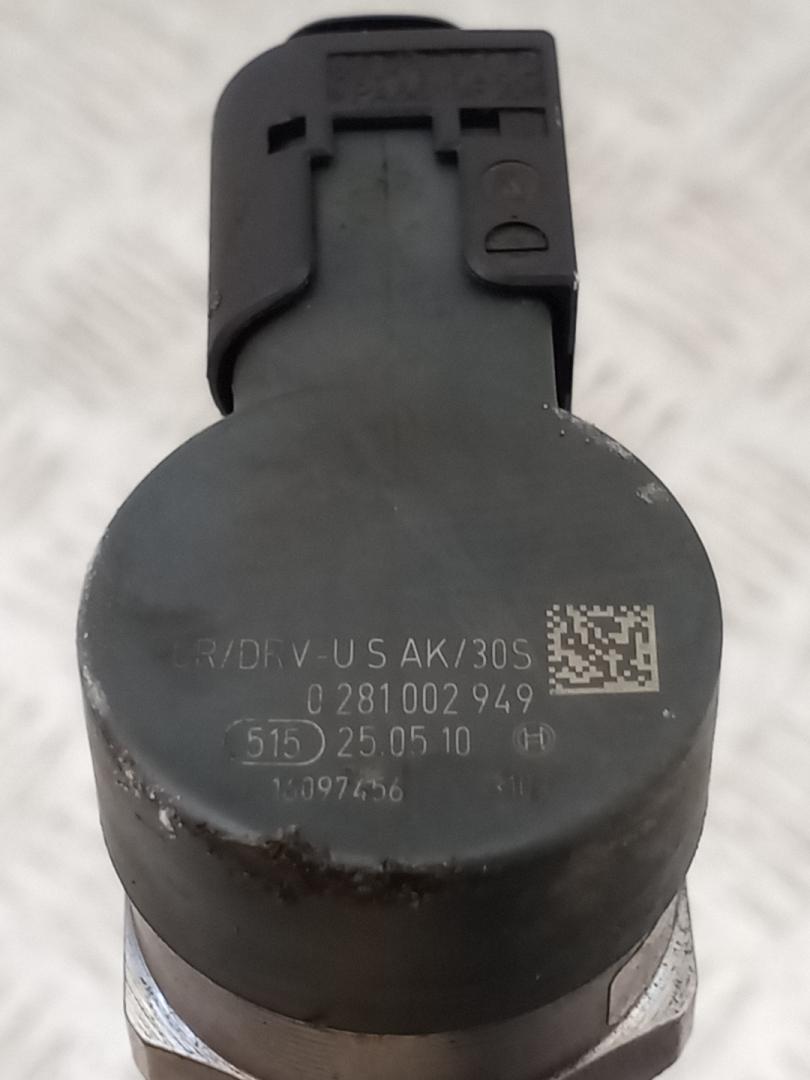 CR/DRV-U S AK/30S
0 281 002 949
515 25.05 10 H
16097456